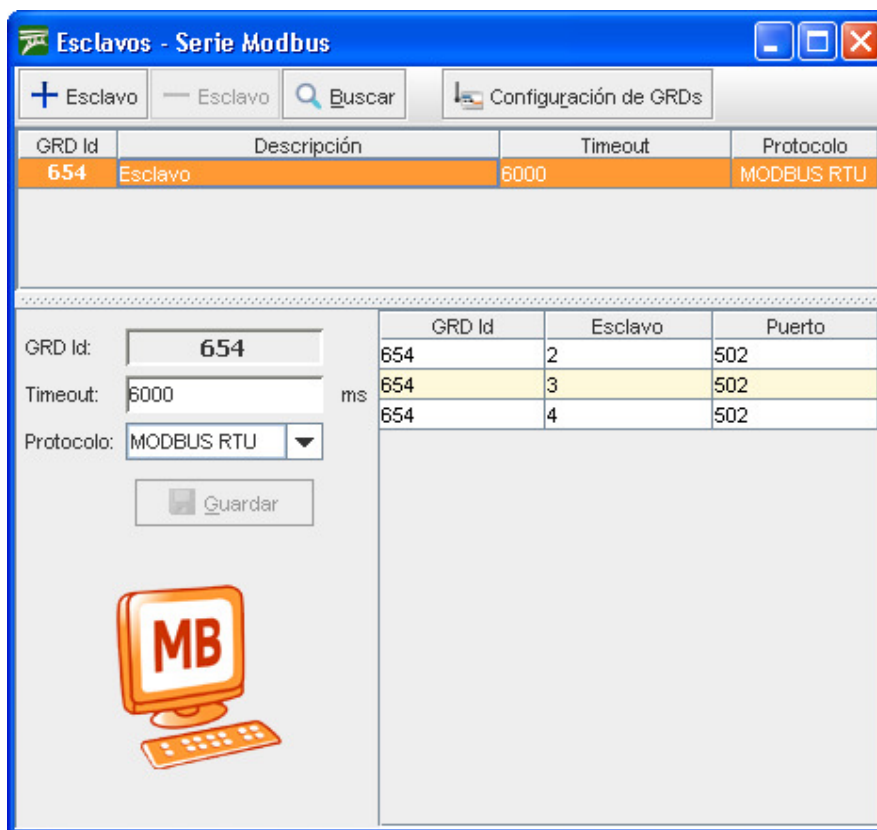 Esclavos - Serie Modbus
Esclavo Esclavo Buscar Configuración de GRDs
GRD Id Descripción Timeout Protocolo
654 Esclavo 6000 MODBUS RTU
GRD Id: 654
Timeout: 6000 ms
Protocolo: MODBUS RTU
Guardar
MB
GRD Id Esclavo Puerto
654 2 502
654 3 502
654 4 502